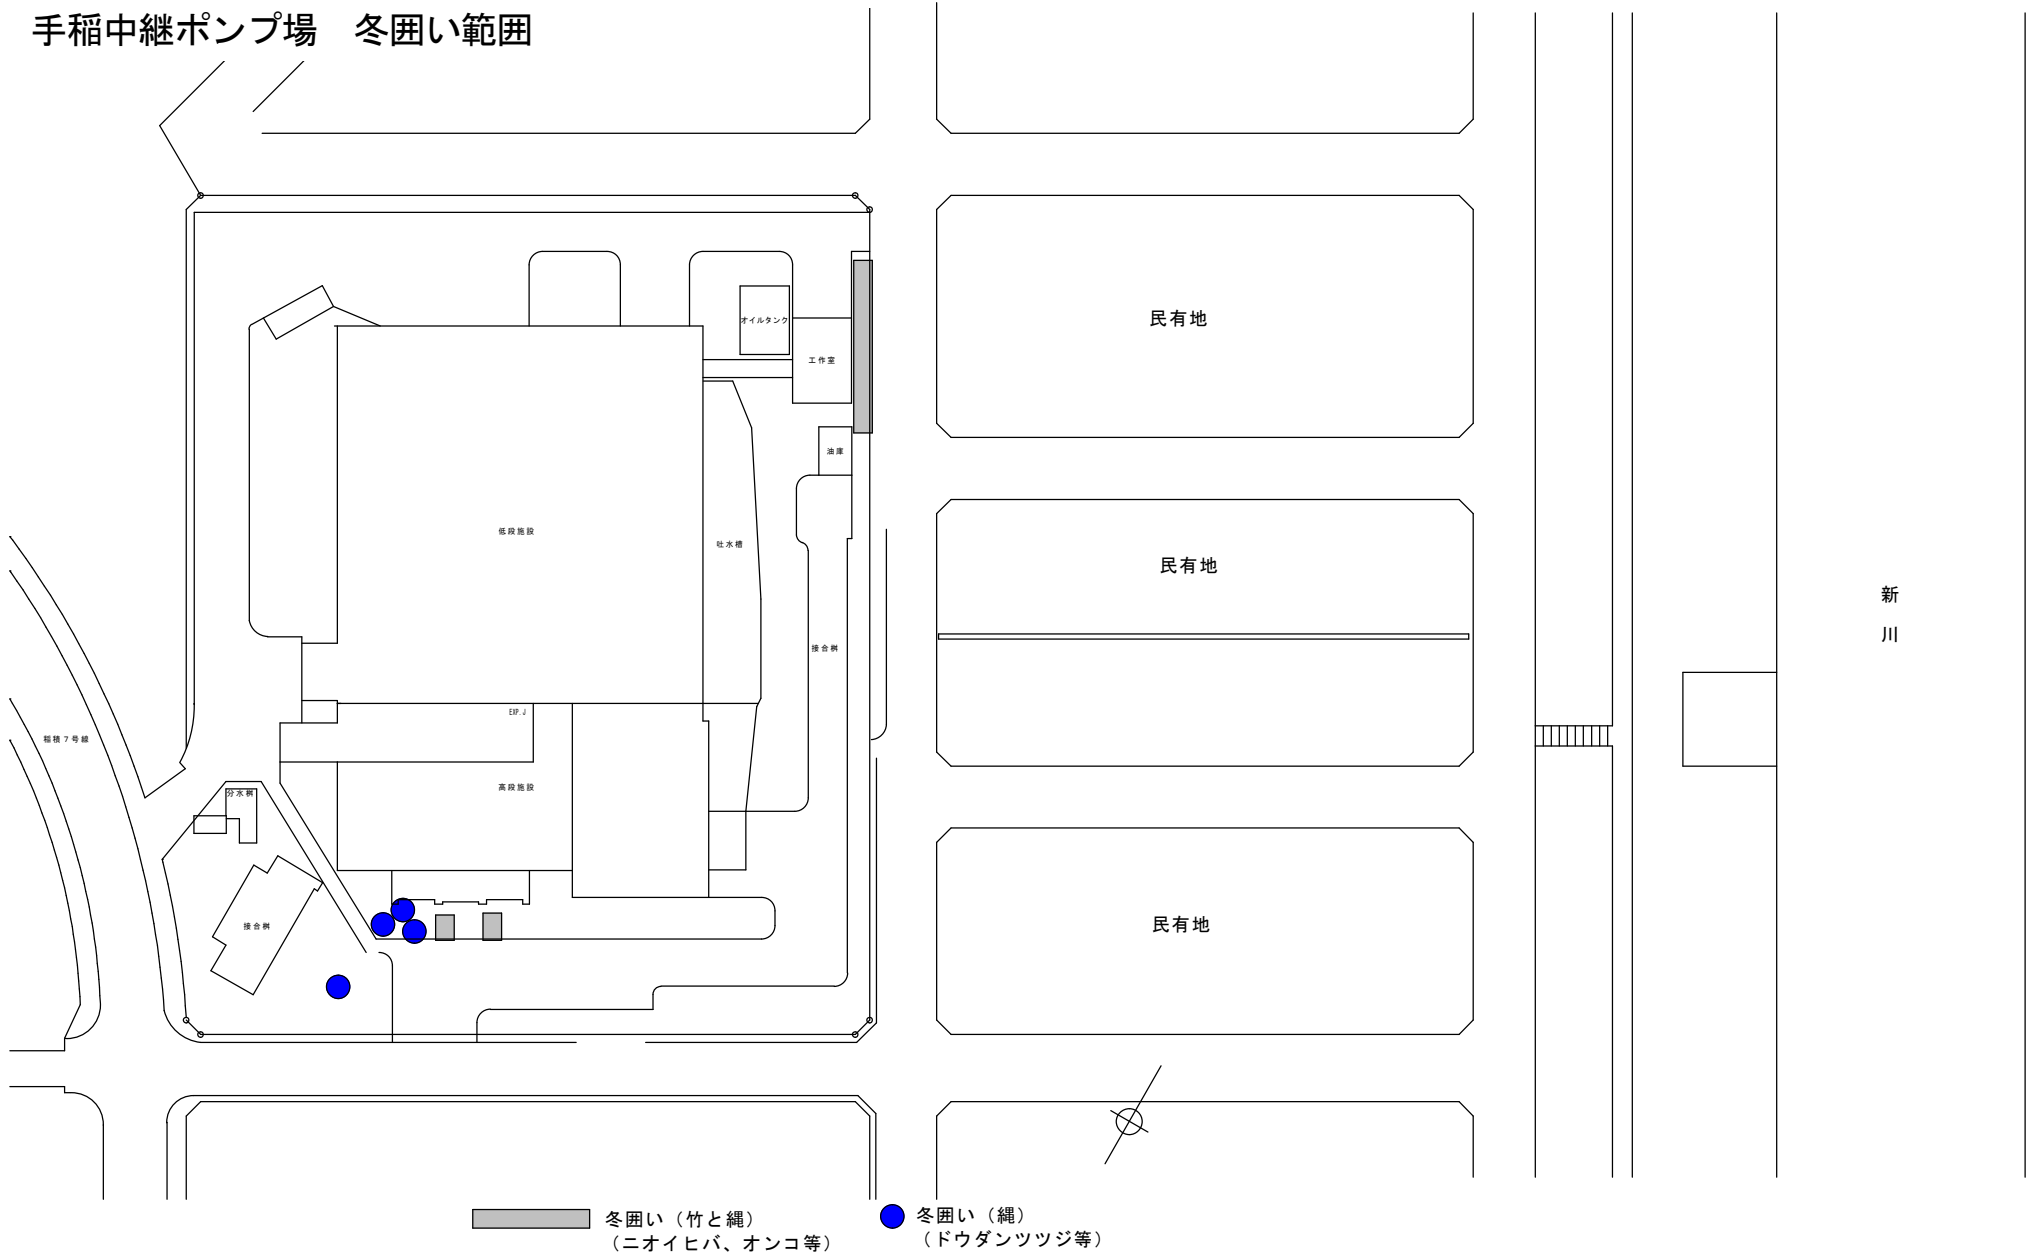 手稲中継ポンプ場　冬囲い範囲
オイルタンク
民有地
工作室
油庫
低段施設
吐水槽
民有地
新
川
接合桝
EXP.J
稲積７号線
高段施設
分水桝
接合桝
民有地
冬囲い（竹と縄）
（ニオイヒバ、オンコ等）
冬囲い（縄）
（ドウダンツツジ等）